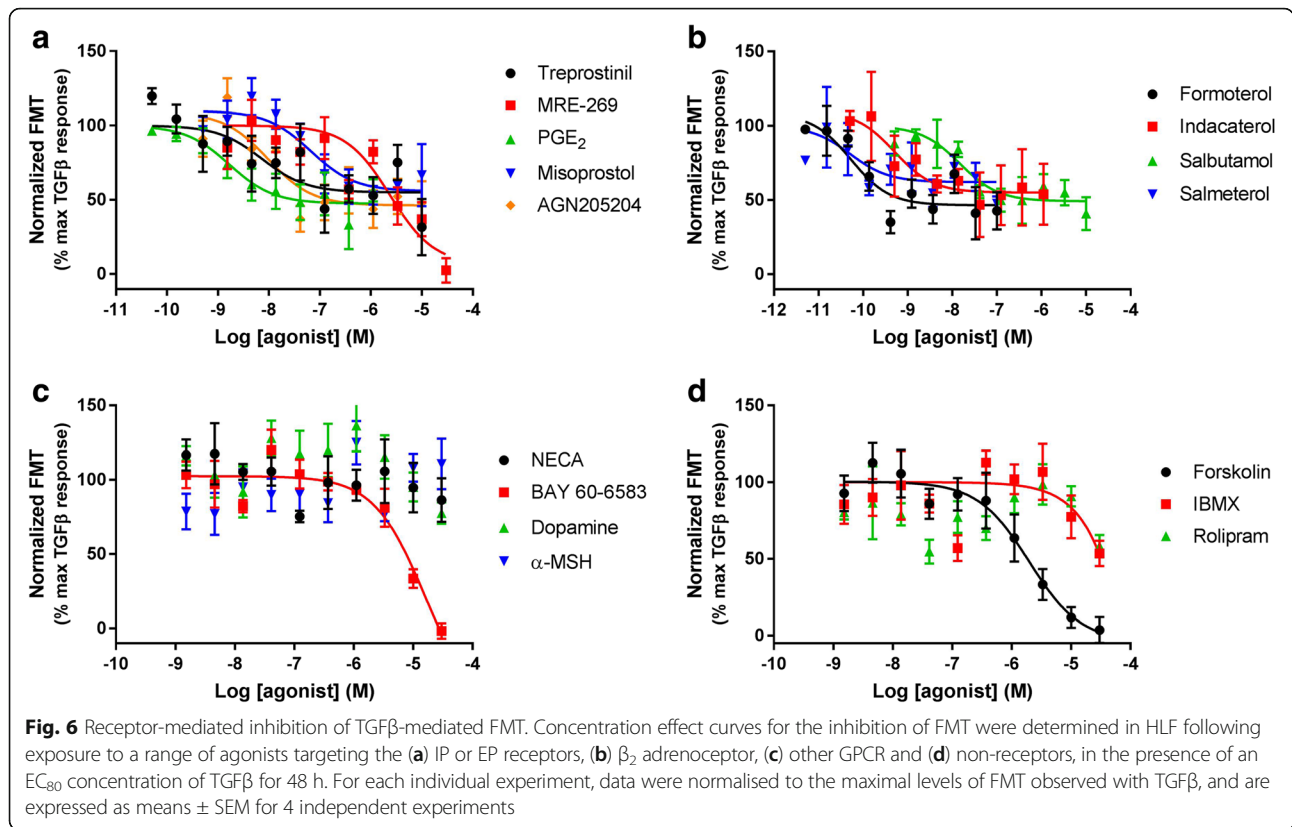 a
150
100
50
0
-11 -10 -9 -8 -7 -6 -5 -4
Normalized FMT
(% max TGFβ response)
Log [agonist] (M)
Treprostinil
MRE-269
PGE2
Misoprostol
AGN205204
b
150
100
50
0
-12 -11 -10 -9 -8 -7 -6 -5 -4
Normalized FMT
(% max TGFβ response)
Log [agonist] (M)
Formoterol
Indacaterol
Salbutamol
Salmeterol
c
150
100
50
0
-10 -9 -8 -7 -6 -5 -4
Normalized FMT
(% max TGFβ response)
Log [agonist] (M)
NECA
BAY 60-6583
Dopamine
α-MSH
d
150
100
50
0
-10 -9 -8 -7 -6 -5 -4
Normalized FMT
(% max TGFβ response)
Log [agonist] (M)
Forskolin
IBMX
Rolipram
Fig. 6 Receptor-mediated inhibition of TGFβ-mediated FMT. Concentration effect curves for the inhibition of FMT were determined in HLF following
exposure to a range of agonists targeting the (a) IP or EP receptors, (b) β2 adrenoceptor, (c) other GPCR and (d) non-receptors, in the presence of an
EC80 concentration of TGFβ for 48 h. For each individual experiment, data were normalised to the maximal levels of FMT observed with TGFβ, and are
expressed as means ± SEM for 4 independent experiments